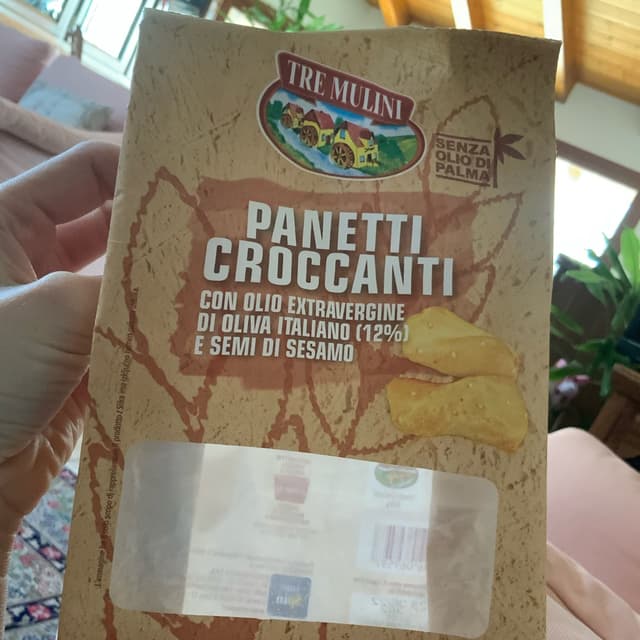 TRE MULINI
SENZA
OLIO DI
PALMA
PANETTI
CROCCANTI
CON OLIO EXTRAVERGINE
DI OLIVA ITALIANO (12%)
E SEMI DI SESAMO